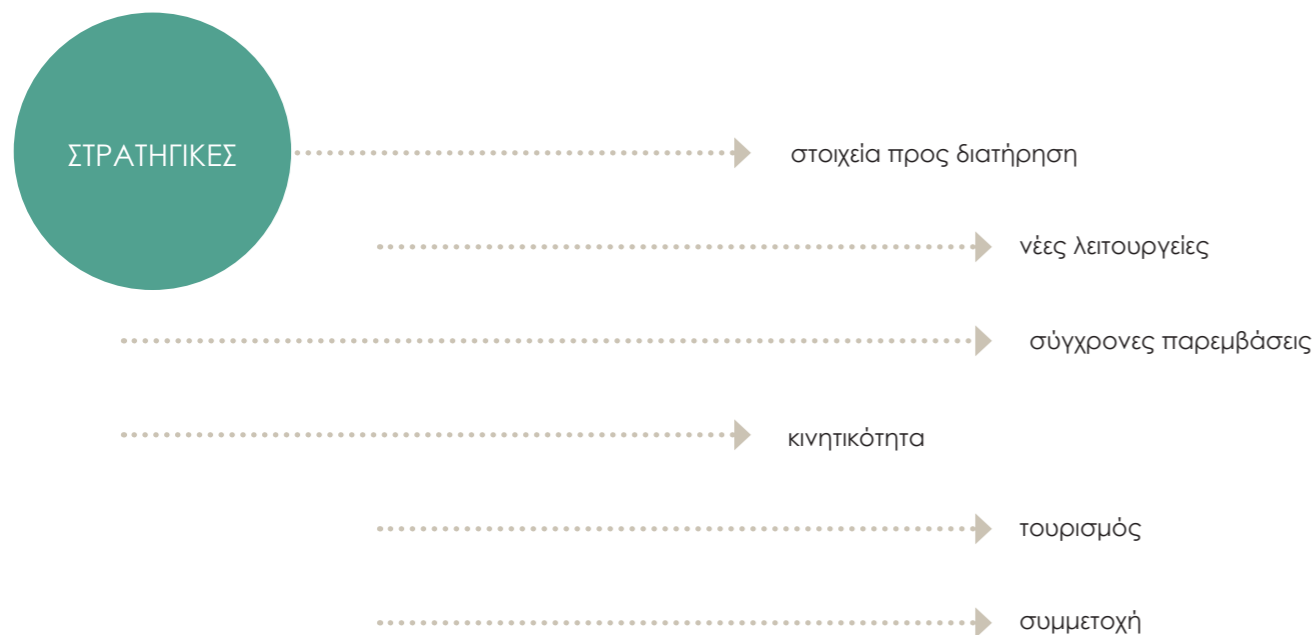 ΣΤΡΑΤΗΓΙΚΕΣ
στοιχεία προς διατήρηση
νέες λειτουργείες
σύγχρονες παρεμβάσεις
κινητικότητα
τουρισμός
συμμετοχή